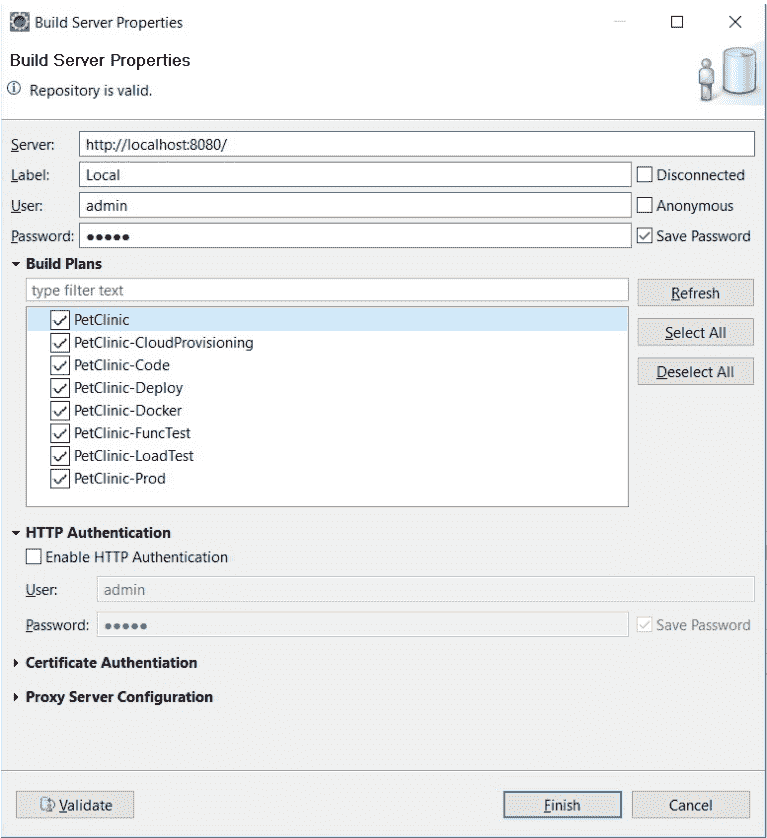 Build Server Properties
Build Server Properties
Repository is valid.
Server: http://localhost:8080/
Label: Local Disconnected
User: admin Anonymous
Password: ●●●●● Save Password
Build Plans
type filter text Refresh
PetClinic
Select All
PetClinic-CloudProvisioning
PetClinic-Code
Deselect All
PetClinic-Deploy
PetClinic-Docker
PetClinic-FuncTest
PetClinic-LoadTest
PetClinic-Prod
HTTP Authentication
Enable HTTP Authentication
User: admin
Password: ●●●●● Save Password
Certificate Authentiation
Proxy Server Configuration
Validate Finish Cancel